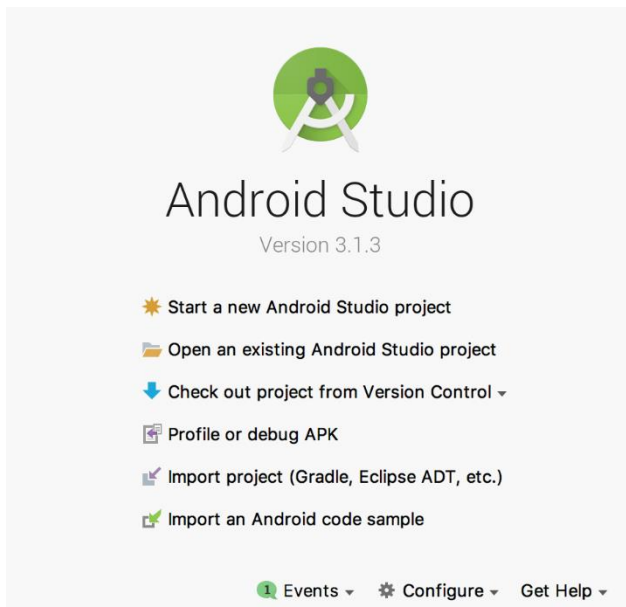 Android Studio
Version 3.1.3
Start a new Android Studio project
Open an existing Android Studio project
Check out project from Version Control
Profile or debug APK
Import project (Gradle, Eclipse ADT, etc.)
Import an Android code sample
1 Events Configure Get Help